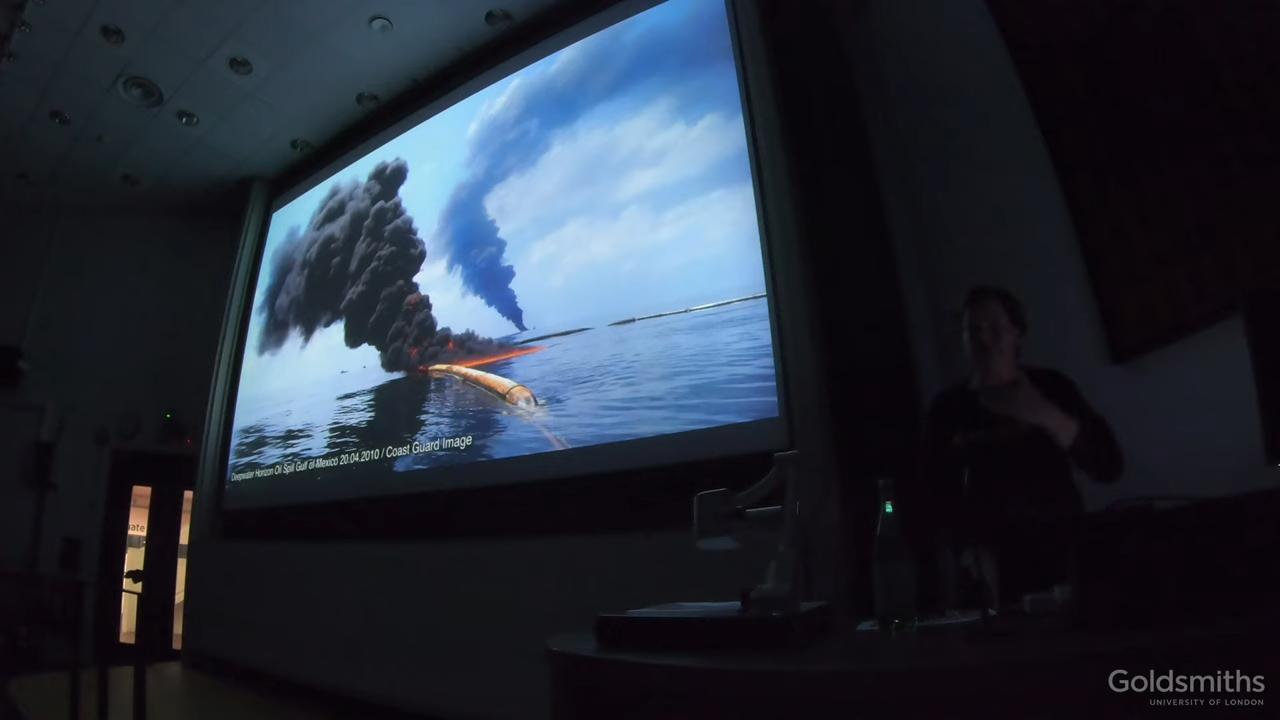 Deepwater Horizon Oil Spill Gulf of Mexico 20.04.2010 / Coast Guard Image
Goldsmiths
UNIVERSITY OF LONDON